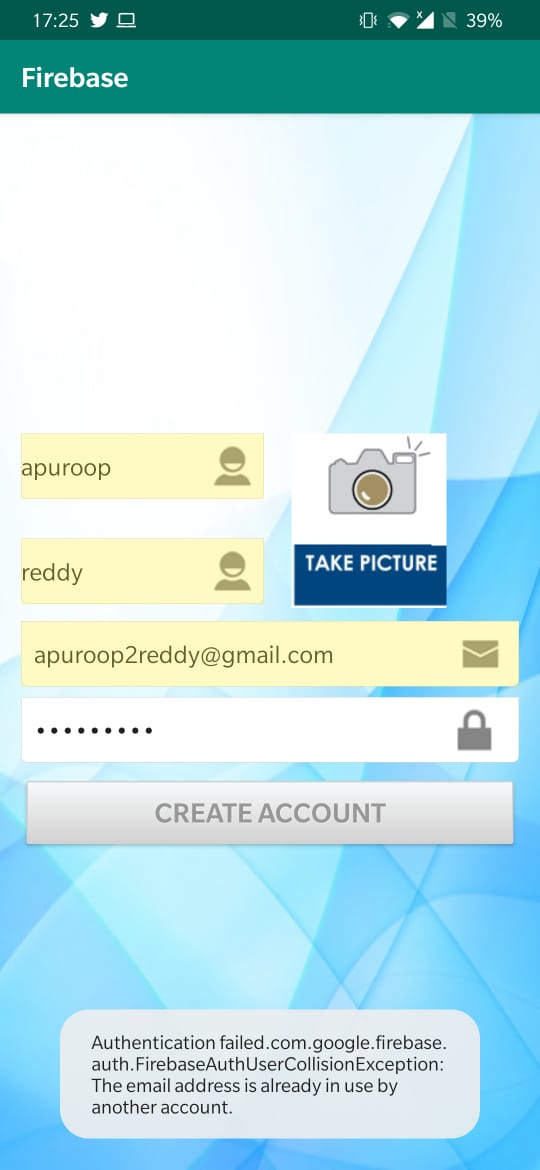 17:25 39%
Firebase
apuroop
TAKE PICTURE
reddy
apuroop2reddy@gmail.com
•••••••••
CREATE ACCOUNT
Authentication failed.com.google.firebase.
auth.FirebaseAuthUserCollisionException:
The email address is already in use by
another account.